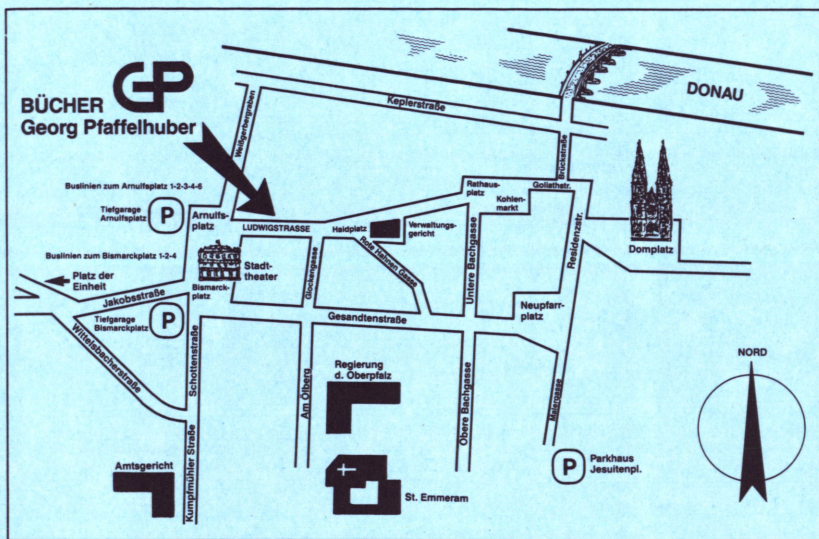 GP
BÜCHER
Georg Pfaffelhuber
DONAU
Keplerstraße
Weißgerbergraben
Brückstraße
Buslinien zum Arnulfsplatz 1-2-3-4-6
Tiefgarage
Arnulfsplatz
P
Arnulfs-
platz
LUDWIGSTRASSE
Haidplatz
Verwaltungs-
gericht
Rathaus-
platz
Kohlen-
markt
Goliathstr.
Residenzstr.
Domplatz
Buslinien zum Bismarckplatz 1-2-4
Platz der
Einheit
Jakobsstraße
Tiefgarage
Bismarckplatz
P
Bismarck-
platz
Stadt-
theater
Glockengasse
Rote Hahnen Gasse
Untere Bachgasse
Gesandtenstraße
Neupfarr-
platz
Wittelsbacherstraße
Schottenstraße
Am Ölberg
Regierung
d. Oberpfalz
Obere Bachgasse
NORD
Kumpfmühler Straße
Amtsgericht
St. Emmeram
P
Parkhaus
Jesuitenpl.